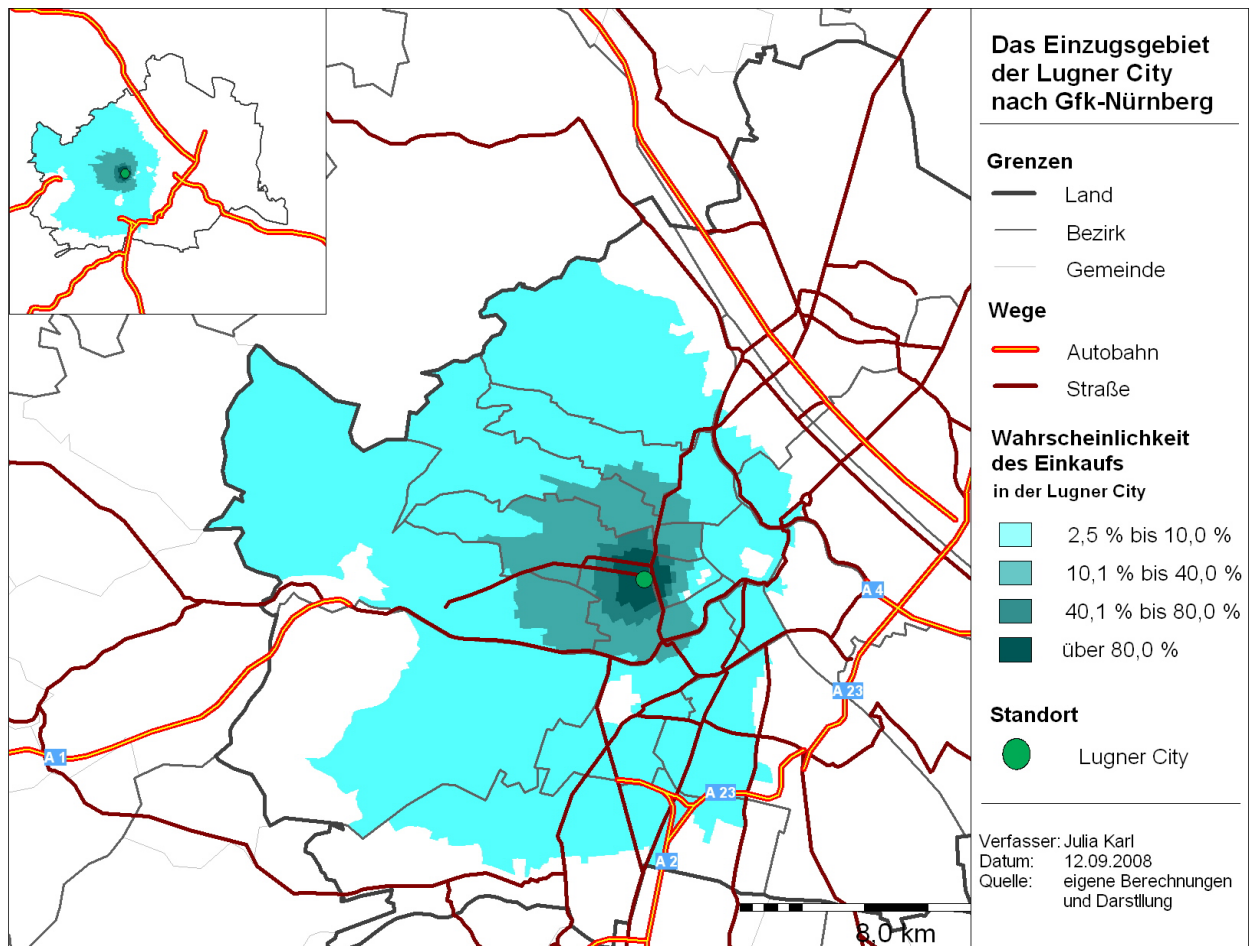 Das Einzugsgebiet
der Lugner City
nach Gfk-Nürnberg
Grenzen
Land
Bezirk
Gemeinde
Wege
Autobahn
Straße
Wahrscheinlichkeit
des Einkaufs
in der Lugner City
2,5 % bis 10,0 %
10,1 % bis 40,0 %
40,1 % bis 80,0 %
über 80,0 %
Standort
Lugner City
Verfasser: Julia Karl
Datum: 12.09.2008
Quelle: eigene Berechnungen
und Darstllung
A 4
A 23
A 1
A 23
A 2
8,0 km